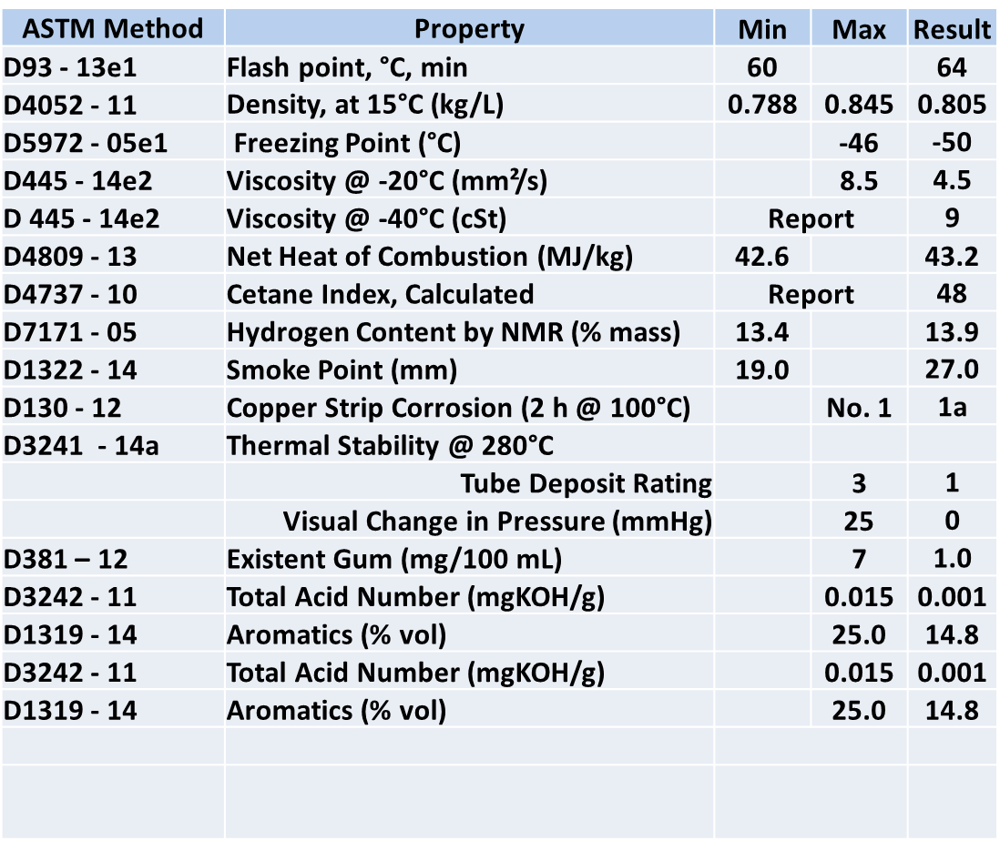 ASTM Method Property Min Max Result
D93 - 13e1 Flash point, °C, min 60 64
D4052 - 11 Density, at 15°C (kg/L) 0.788 0.845 0.805
D5972 - 05e1 Freezing Point (°C) -46 -50
D445 - 14e2 Viscosity @ -20°C (mm²/s) 8.5 4.5
D 445 - 14e2 Viscosity @ -40°C (cSt) Report 9
D4809 - 13 Net Heat of Combustion (MJ/kg) 42.6 43.2
D4737 - 10 Cetane Index, Calculated Report 48
D7171 - 05 Hydrogen Content by NMR (% mass) 13.4 13.9
D1322 - 14 Smoke Point (mm) 19.0 27.0
D130 - 12 Copper Strip Corrosion (2 h @ 100°C) No. 1 1a
D3241 - 14a Thermal Stability @ 280°C
Tube Deposit Rating 3 1
Visual Change in Pressure (mmHg) 25 0
D381 – 12 Existent Gum (mg/100 mL) 7 1.0
D3242 - 11 Total Acid Number (mgKOH/g) 0.015 0.001
D1319 - 14 Aromatics (% vol) 25.0 14.8
D3242 - 11 Total Acid Number (mgKOH/g) 0.015 0.001
D1319 - 14 Aromatics (% vol) 25.0 14.8